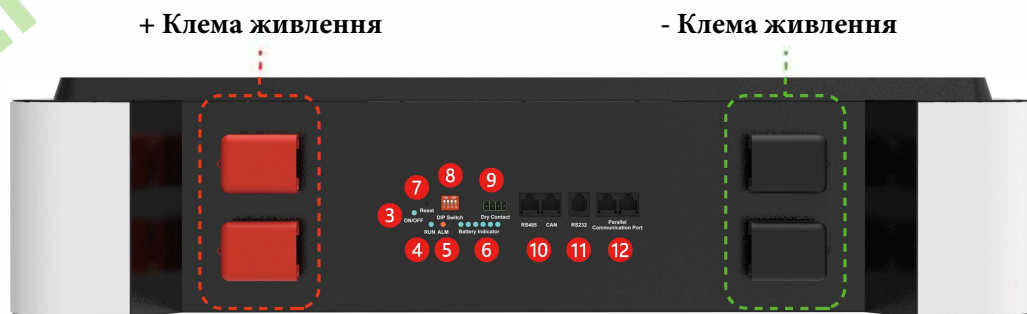 + Клема живлення
- Клема живлення
7
8
9
3
Reset
ON/OFF
DIP Switch
Dry Contact
RS485
CAN
RS232
Parallel
Communication Port
RUN
ALM
Battery Indicator
4
5
6
10
11
12